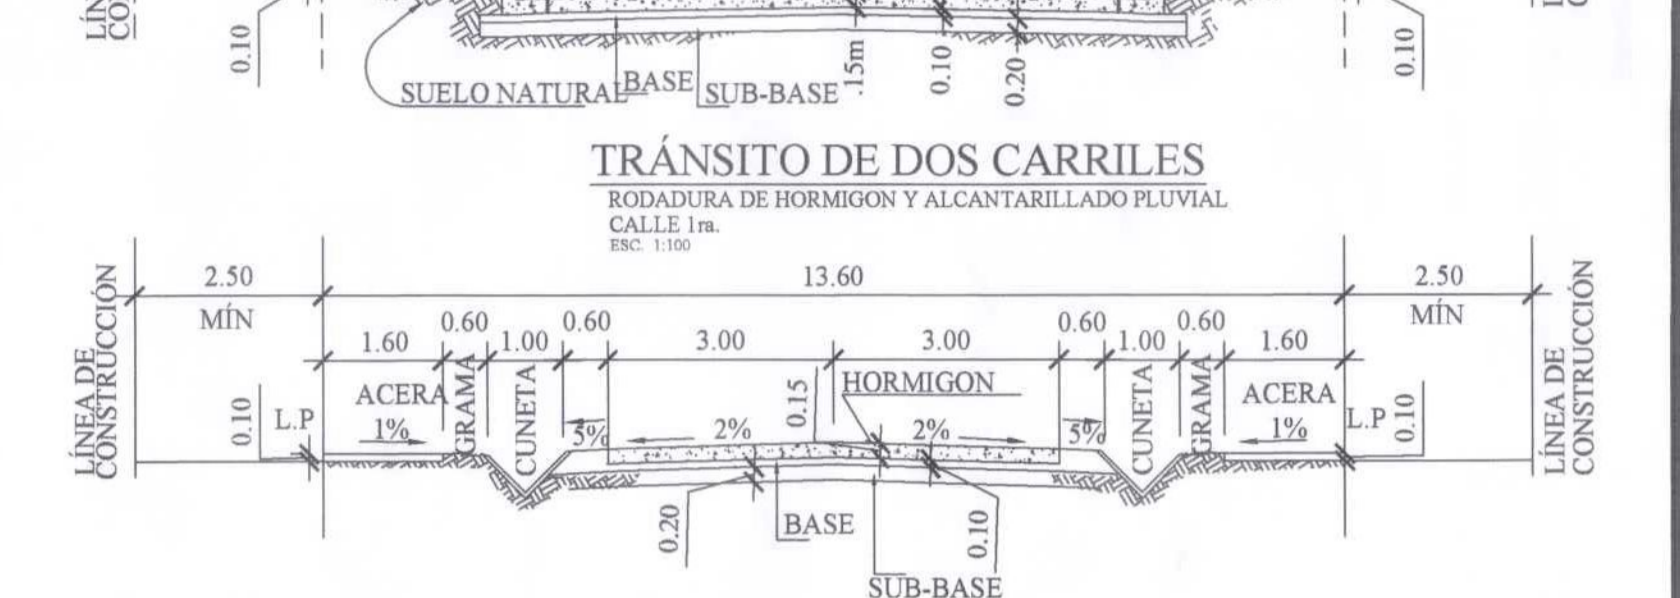 LÍN
CO
0.10
SUELO NATURAL
BASE
SUB-BASE
.15m
0.10
0.20
0.10
TRÁNSITO DE DOS CARRILES
RODADURA DE HORMIGON Y ALCANTARILLADO PLUVIAL
CALLE 1ra.
ESC. 1:100
2.50
13.60
2.50
MÍN
MÍN
1.60
0.60
1.00
0.60
3.00
3.00
0.60
1.00
0.60
1.60
LÍNEA DE
CONSTRUCCIÓN
0.10
L.P
ACERA
1%
GRAMA
CUNETA
5%
2%
0.15
HORMIGON
2%
5%
CUNETA
GRAMA
ACERA
1%
L.P
0.10
LÍNEA DE
CONSTRUCCIÓN
0.20
BASE
0.10
SUB-BASE